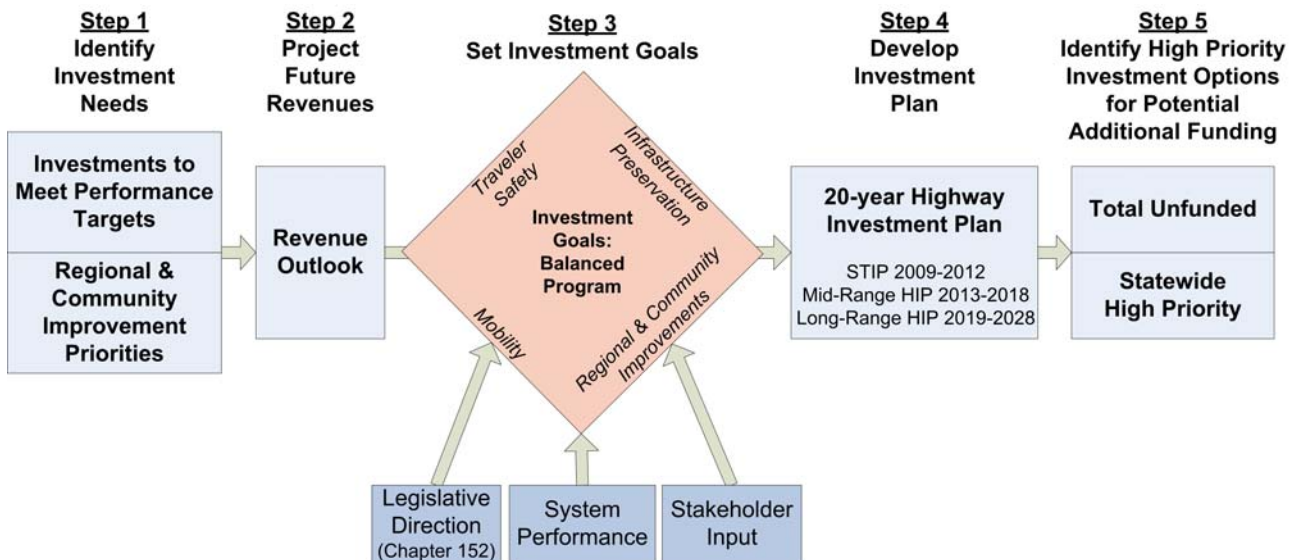 Step 1
Identify
Investment
Needs
Investments to
Meet Performance
Targets
Regional &
Community
Improvement
Priorities
Step 2
Project
Future
Revenues
Revenue
Outlook
Step 3
Set Investment Goals
Traveler
Safety
Infrastructure
Preservation
Investment
Goals:
Balanced
Program
Mobility
Regional & Community
Improvements
Legislative
Direction
(Chapter 152)
System
Performance
Stakeholder
Input
Step 4
Develop
Investment
Plan
20-year Highway
Investment Plan
STIP 2009-2012
Mid-Range HIP 2013-2018
Long-Range HIP 2019-2028
Step 5
Identify High Priority
Investment Options
for Potential
Additional Funding
Total Unfunded
Statewide
High Priority